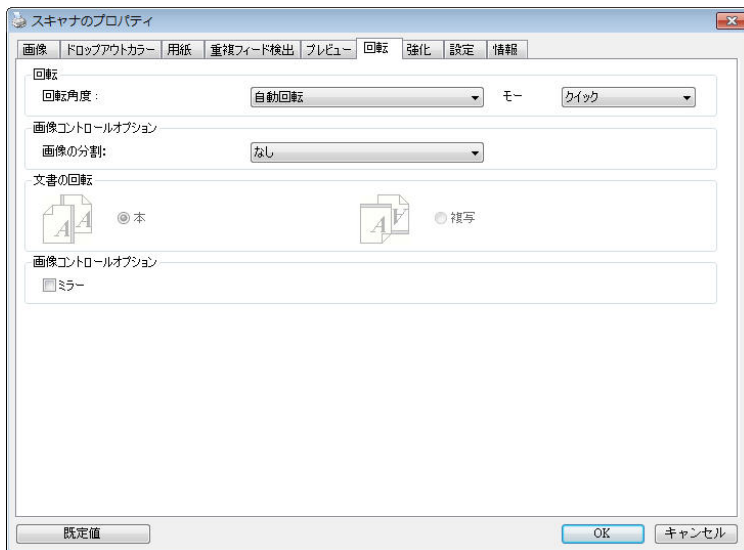 スキャナのプロパティ
画像 ドロップアウトカラー 用紙 重複フィード検出 プレビュー 回転 強化 設定 情報
回転
回転角度： 自動回転 モー クイック
画像コントロールオプション
画像の分割: なし
文書の回転
A A 本 A A 複写
画像コントロールオプション
ミラー
既定値 OK キャンセル